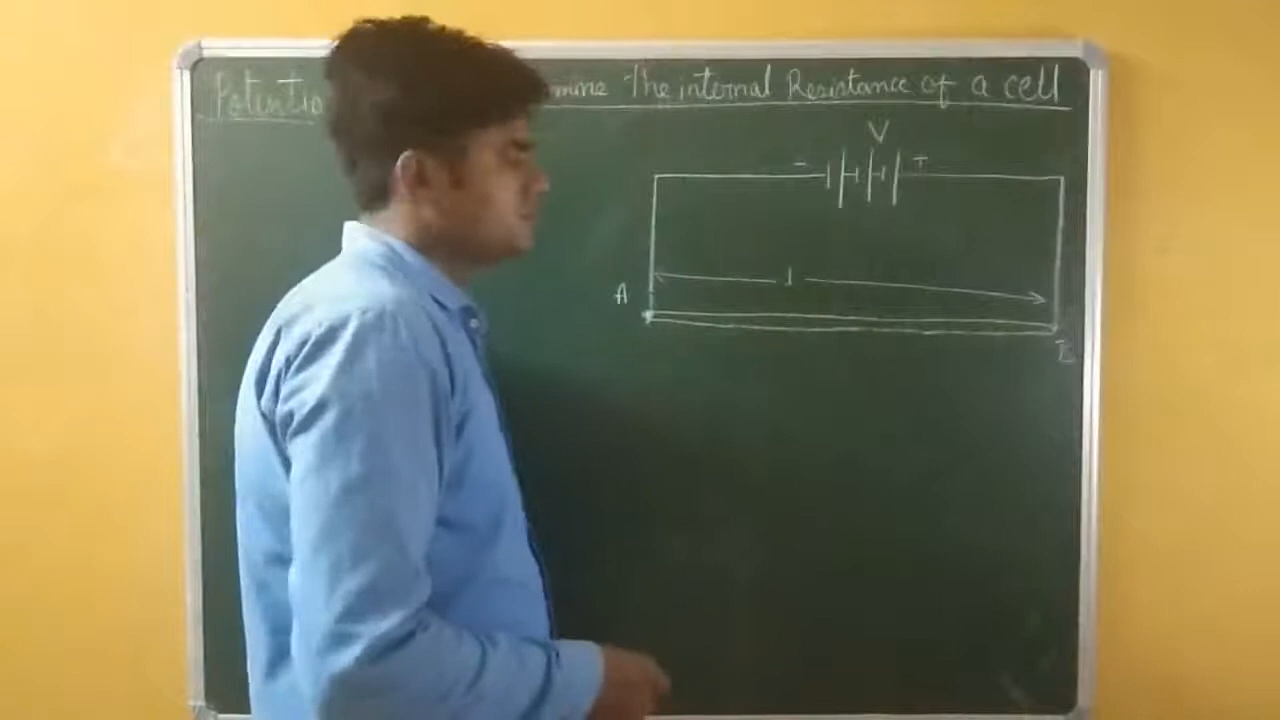 Potentio mine The internal Resistance of a cell
V
- +
l
A
B